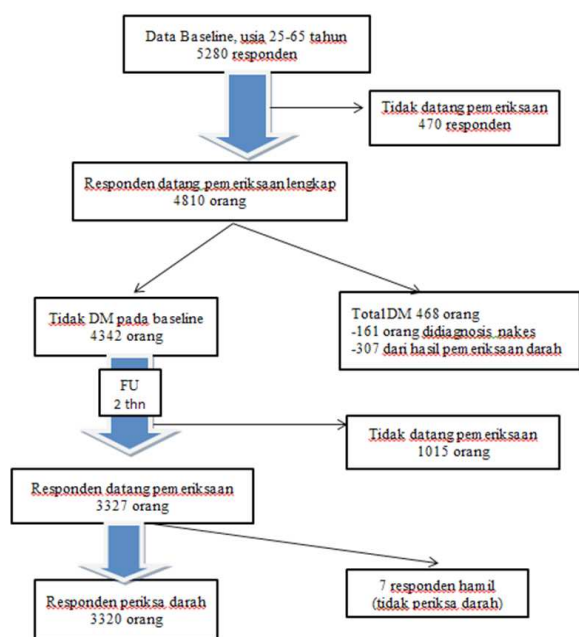 Data Baseline, usia 25-65 tahun
5280 responden
Tidak datang pemeriksaan
470 responden
Responden datang pemeriksaan lengkap
4810 orang
Tidak DM pada baseline
4342 orang
Total DM 468 orang
-161 orang didiagnosis nakes
-307 dari hasil pemeriksaan darah
FU
2 thn
Tidak datang pemeriksaan
1015 orang
Responden datang pemeriksaan
3327 orang
7 responden hamil
(tidak periksa darah)
Responden periksa darah
3320 orang